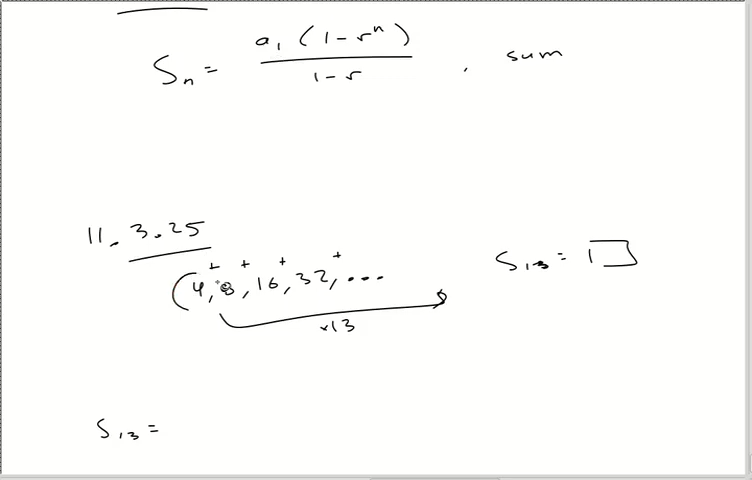 Sn = a1 (1 - r^n) / 1 - r , sum
11.3.25
(4, 8, 16, 32, ... S13 = □
+ + + +
x13
S13 =